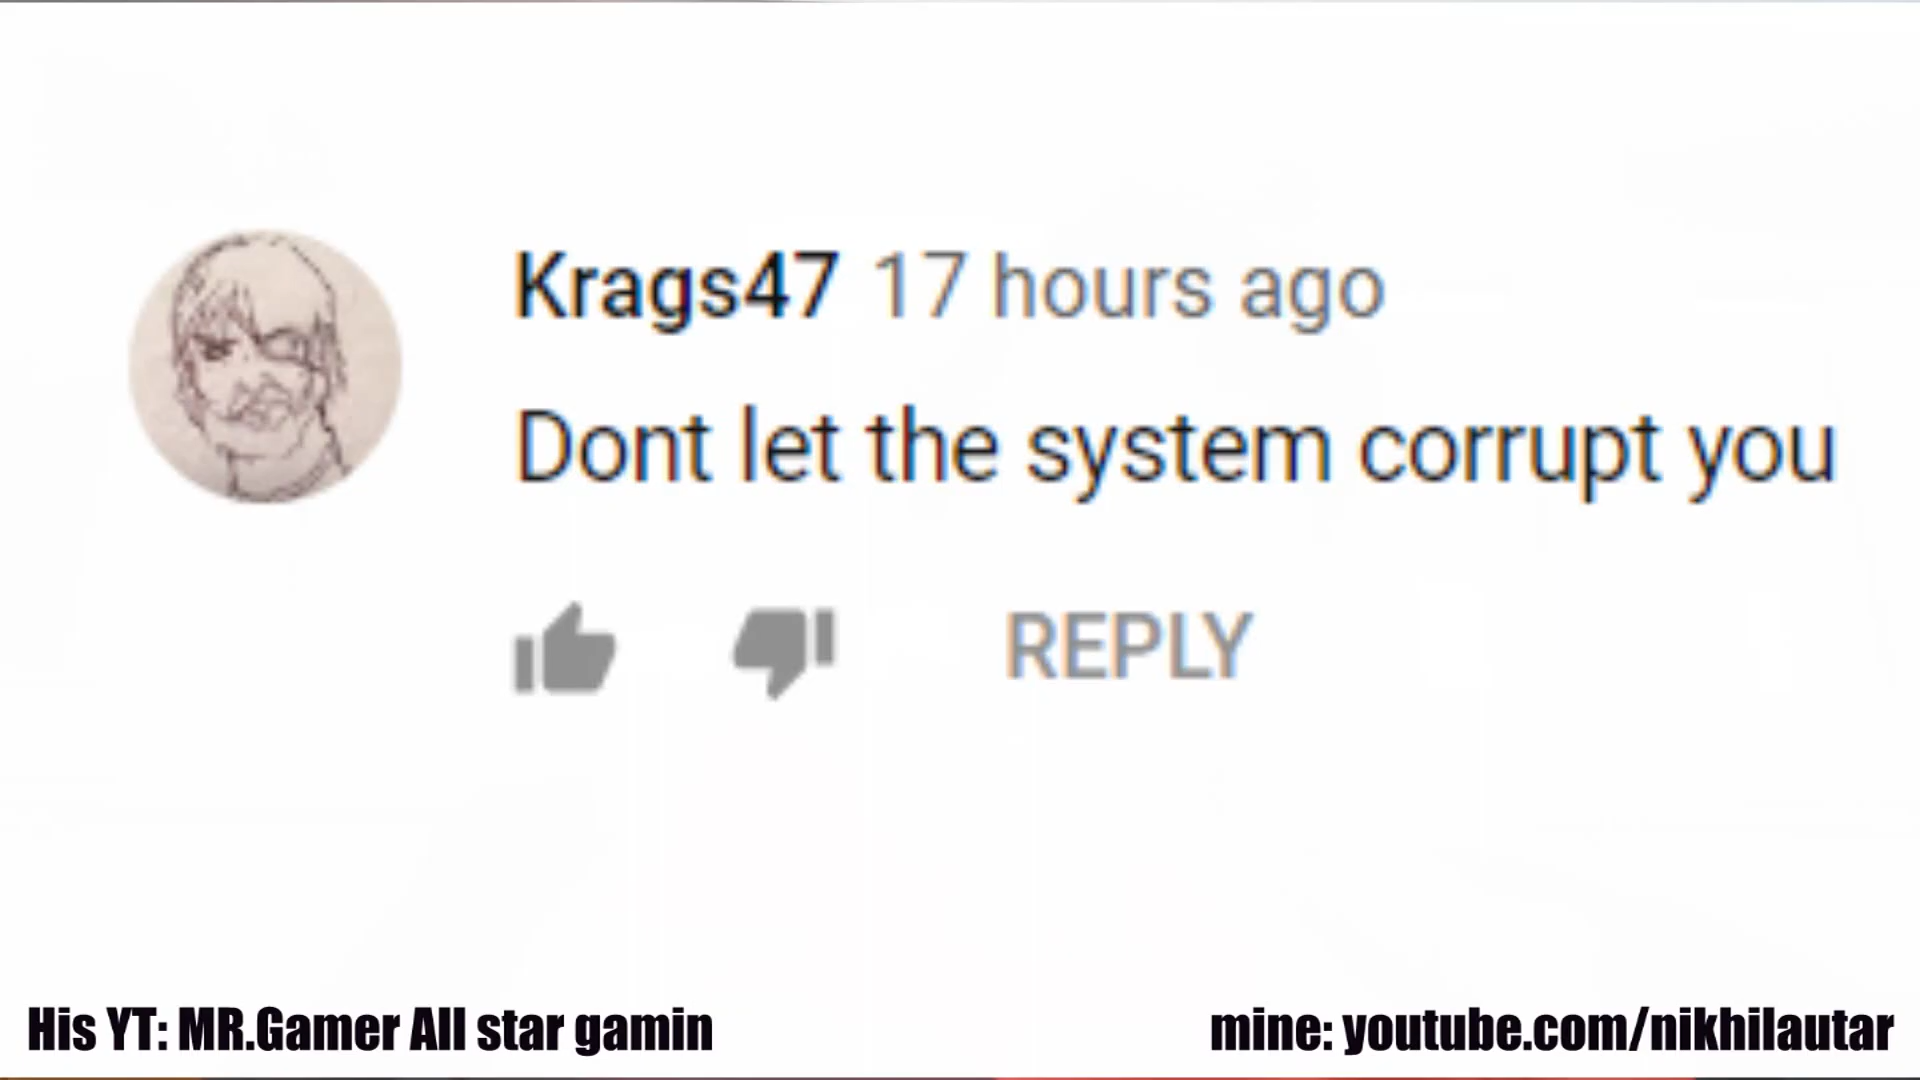 Krags47 17 hours ago
Dont let the system corrupt you
REPLY
His YT: MR.Gamer All star gamin
mine: youtube.com/nikhilautar